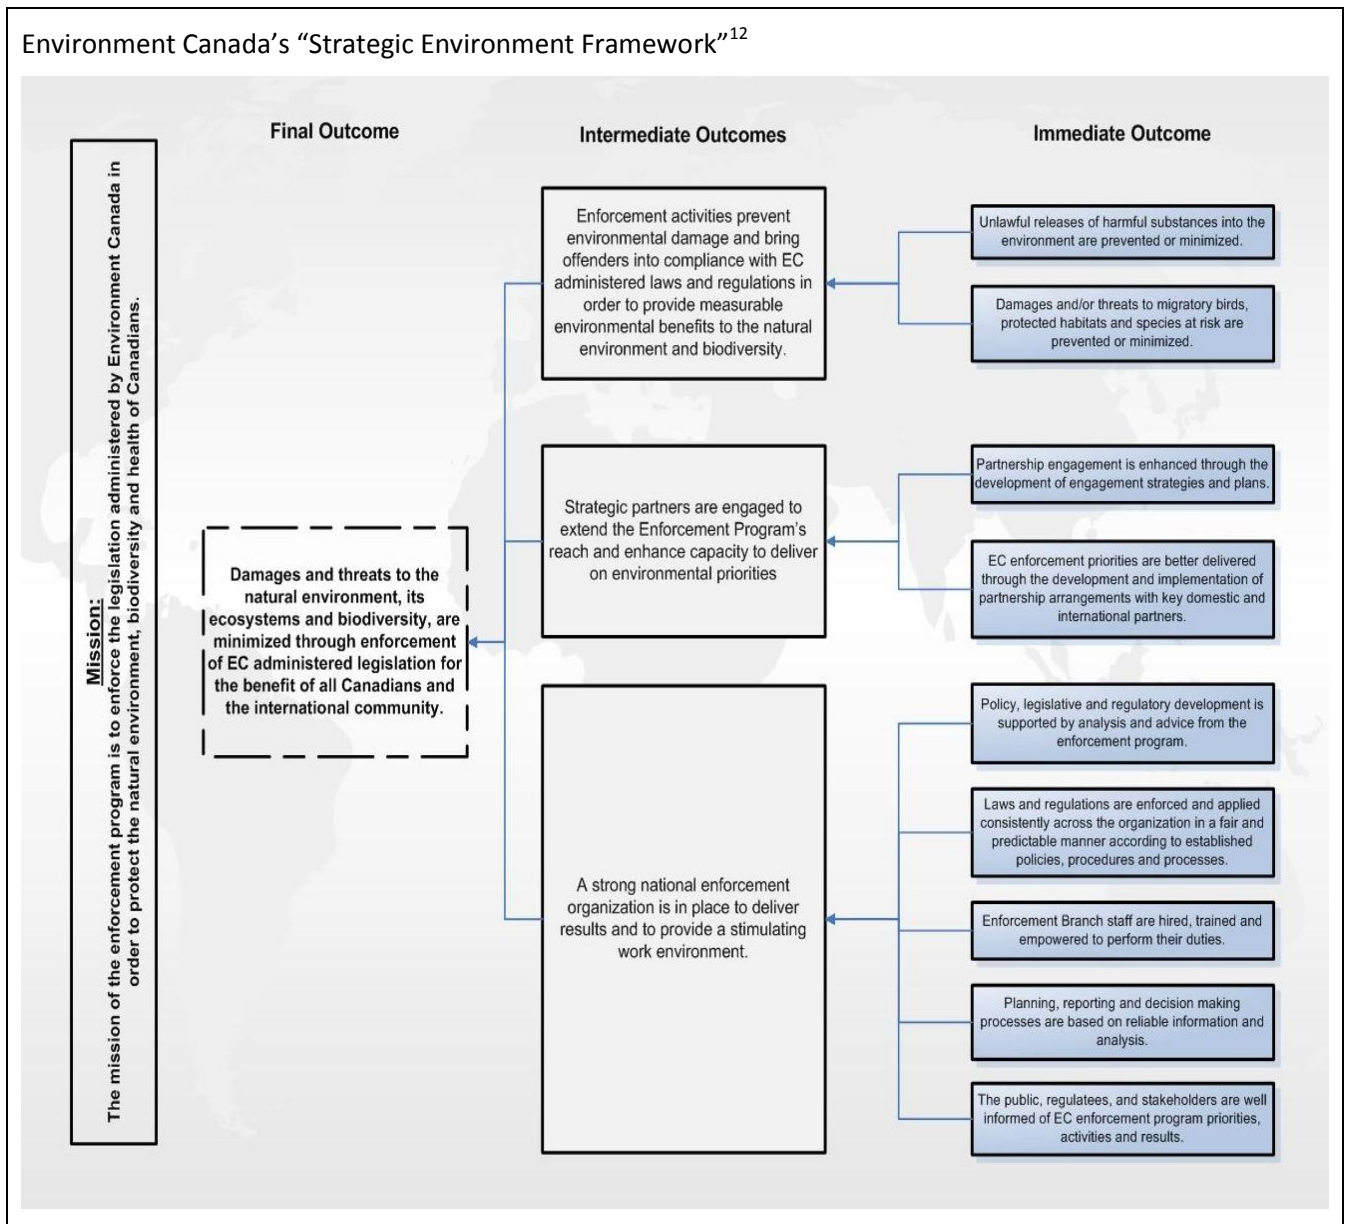 Environment Canada's “Strategic Environment Framework”12
Mission:
The mission of the enforcement program is to enforce the legislation administered by Environment Canada in
order to protect the natural environment, biodiversity and health of Canadians.
Final Outcome
Damages and threats to the
natural environment, its
ecosystems and biodiversity, are
minimized through enforcement
of EC administered legislation for
the benefit of all Canadians and
the international community.
Intermediate Outcomes
Enforcement activities prevent
environmental damage and bring
offenders into compliance with EC
administered laws and regulations in
order to provide measurable
environmental benefits to the natural
environment and biodiversity.
Strategic partners are engaged to
extend the Enforcement Program's
reach and enhance capacity to deliver
on environmental priorities
A strong national enforcement
organization is in place to deliver
results and to provide a stimulating
work environment.
Immediate Outcome
Unlawful releases of harmful substances into the
environment are prevented or minimized.
Damages and/or threats to migratory birds,
protected habitats and species at risk are
prevented or minimized.
Partnership engagement is enhanced through the
development of engagement strategies and plans.
EC enforcement priorities are better delivered
through the development and implementation of
partnership arrangements with key domestic and
international partners.
Policy, legislative and regulatory development is
supported by analysis and advice from the
enforcement program.
Laws and regulations are enforced and applied
consistently across the organization in a fair and
predictable manner according to established
policies, procedures and processes.
Enforcement Branch staff are hired, trained and
empowered to perform their duties.
Planning, reporting and decision making
processes are based on reliable information and
analysis.
The public, regulatees, and stakeholders are well
informed of EC enforcement program priorities,
activities and results.